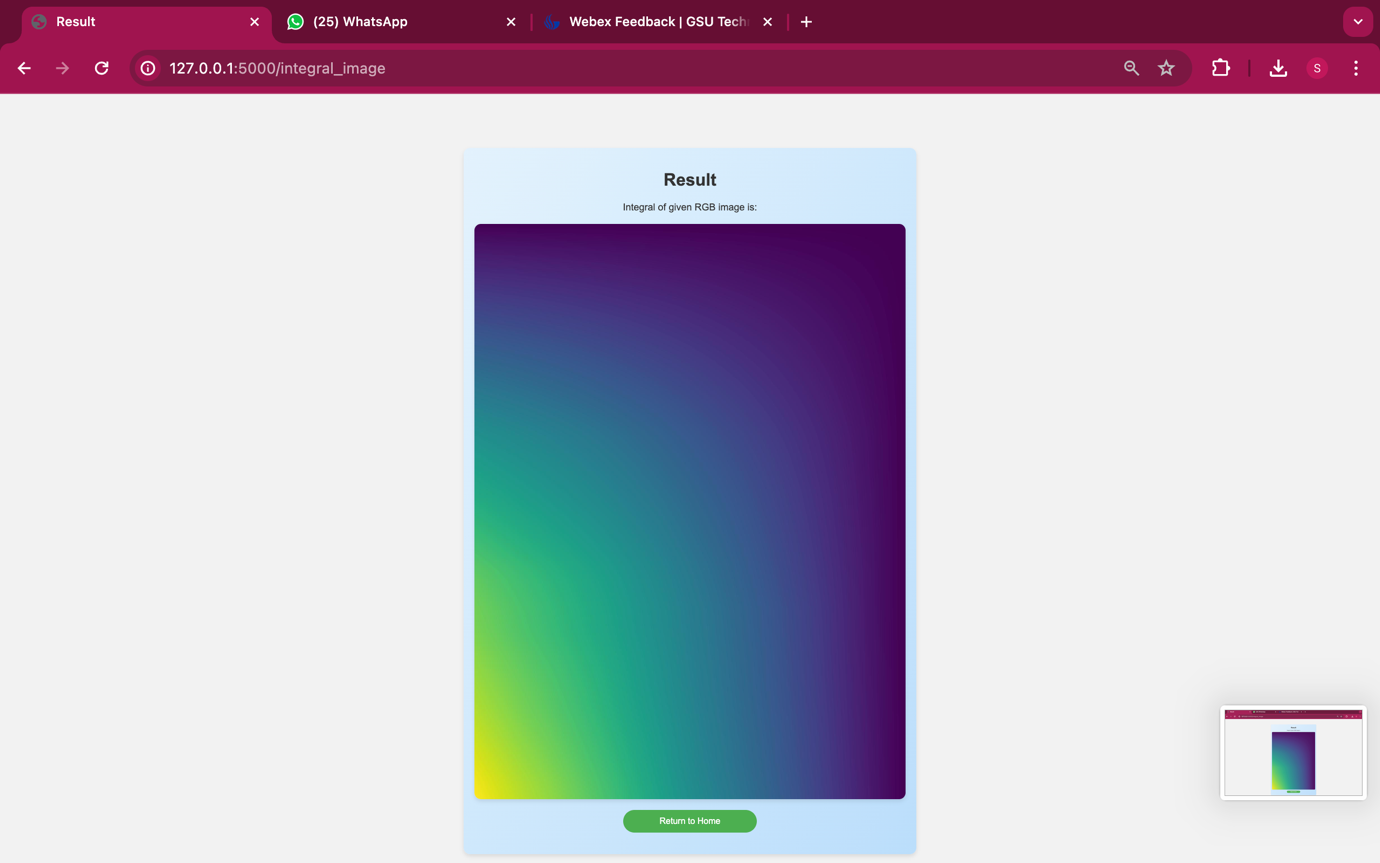 Result
(25) WhatsApp
Webex Feedback | GSU Tech
127.0.0.1:5000/integral_image
S
Result
Integral of given RGB image is:
Return to Home